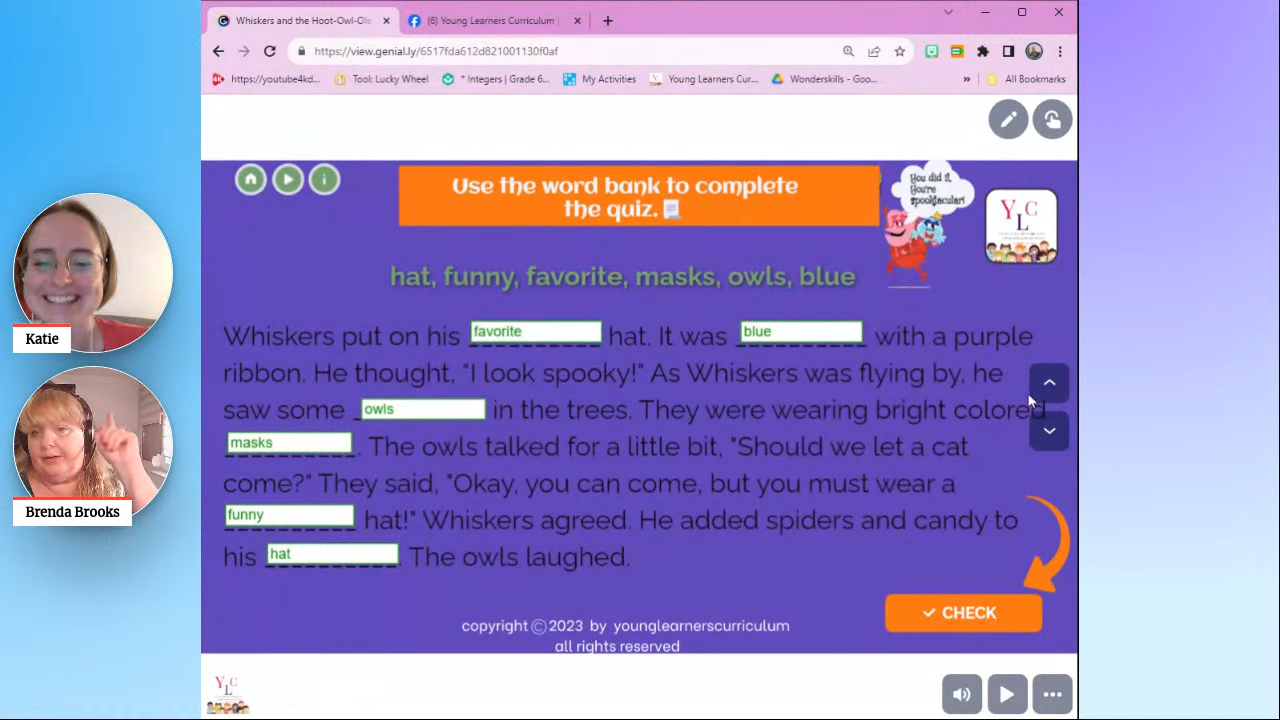 Whiskers and the Hoot-Owl-Ole
(6) Young Learners Curriculum
https://view.genial.ly/6517fda612d821001130f0af
https://youtube4kd...
Tool: Lucky Wheel
* Integers | Grade 6...
My Activities
Young Learners Cur...
Wonderskills - Goo...
»
All Bookmarks
Use the word bank to complete
the quiz.
You did it,
You're
spooktacular!
YLC
hat, funny, favorite, masks, owls, blue
Whiskers put on his favorite hat. It was blue with a purple
ribbon. He thought, "I look spooky!" As Whiskers was flying by, he
saw some owls in the trees. They were wearing bright colored
masks. The owls talked for a little bit, "Should we let a cat
come?" They said, "Okay, you can come, but you must wear a
funny hat!" Whiskers agreed. He added spiders and candy to
his hat. The owls laughed.
CHECK
copyright ©2023 by younglearnerscurriculum
all rights reserved
YLC
Katie
Brenda Brooks